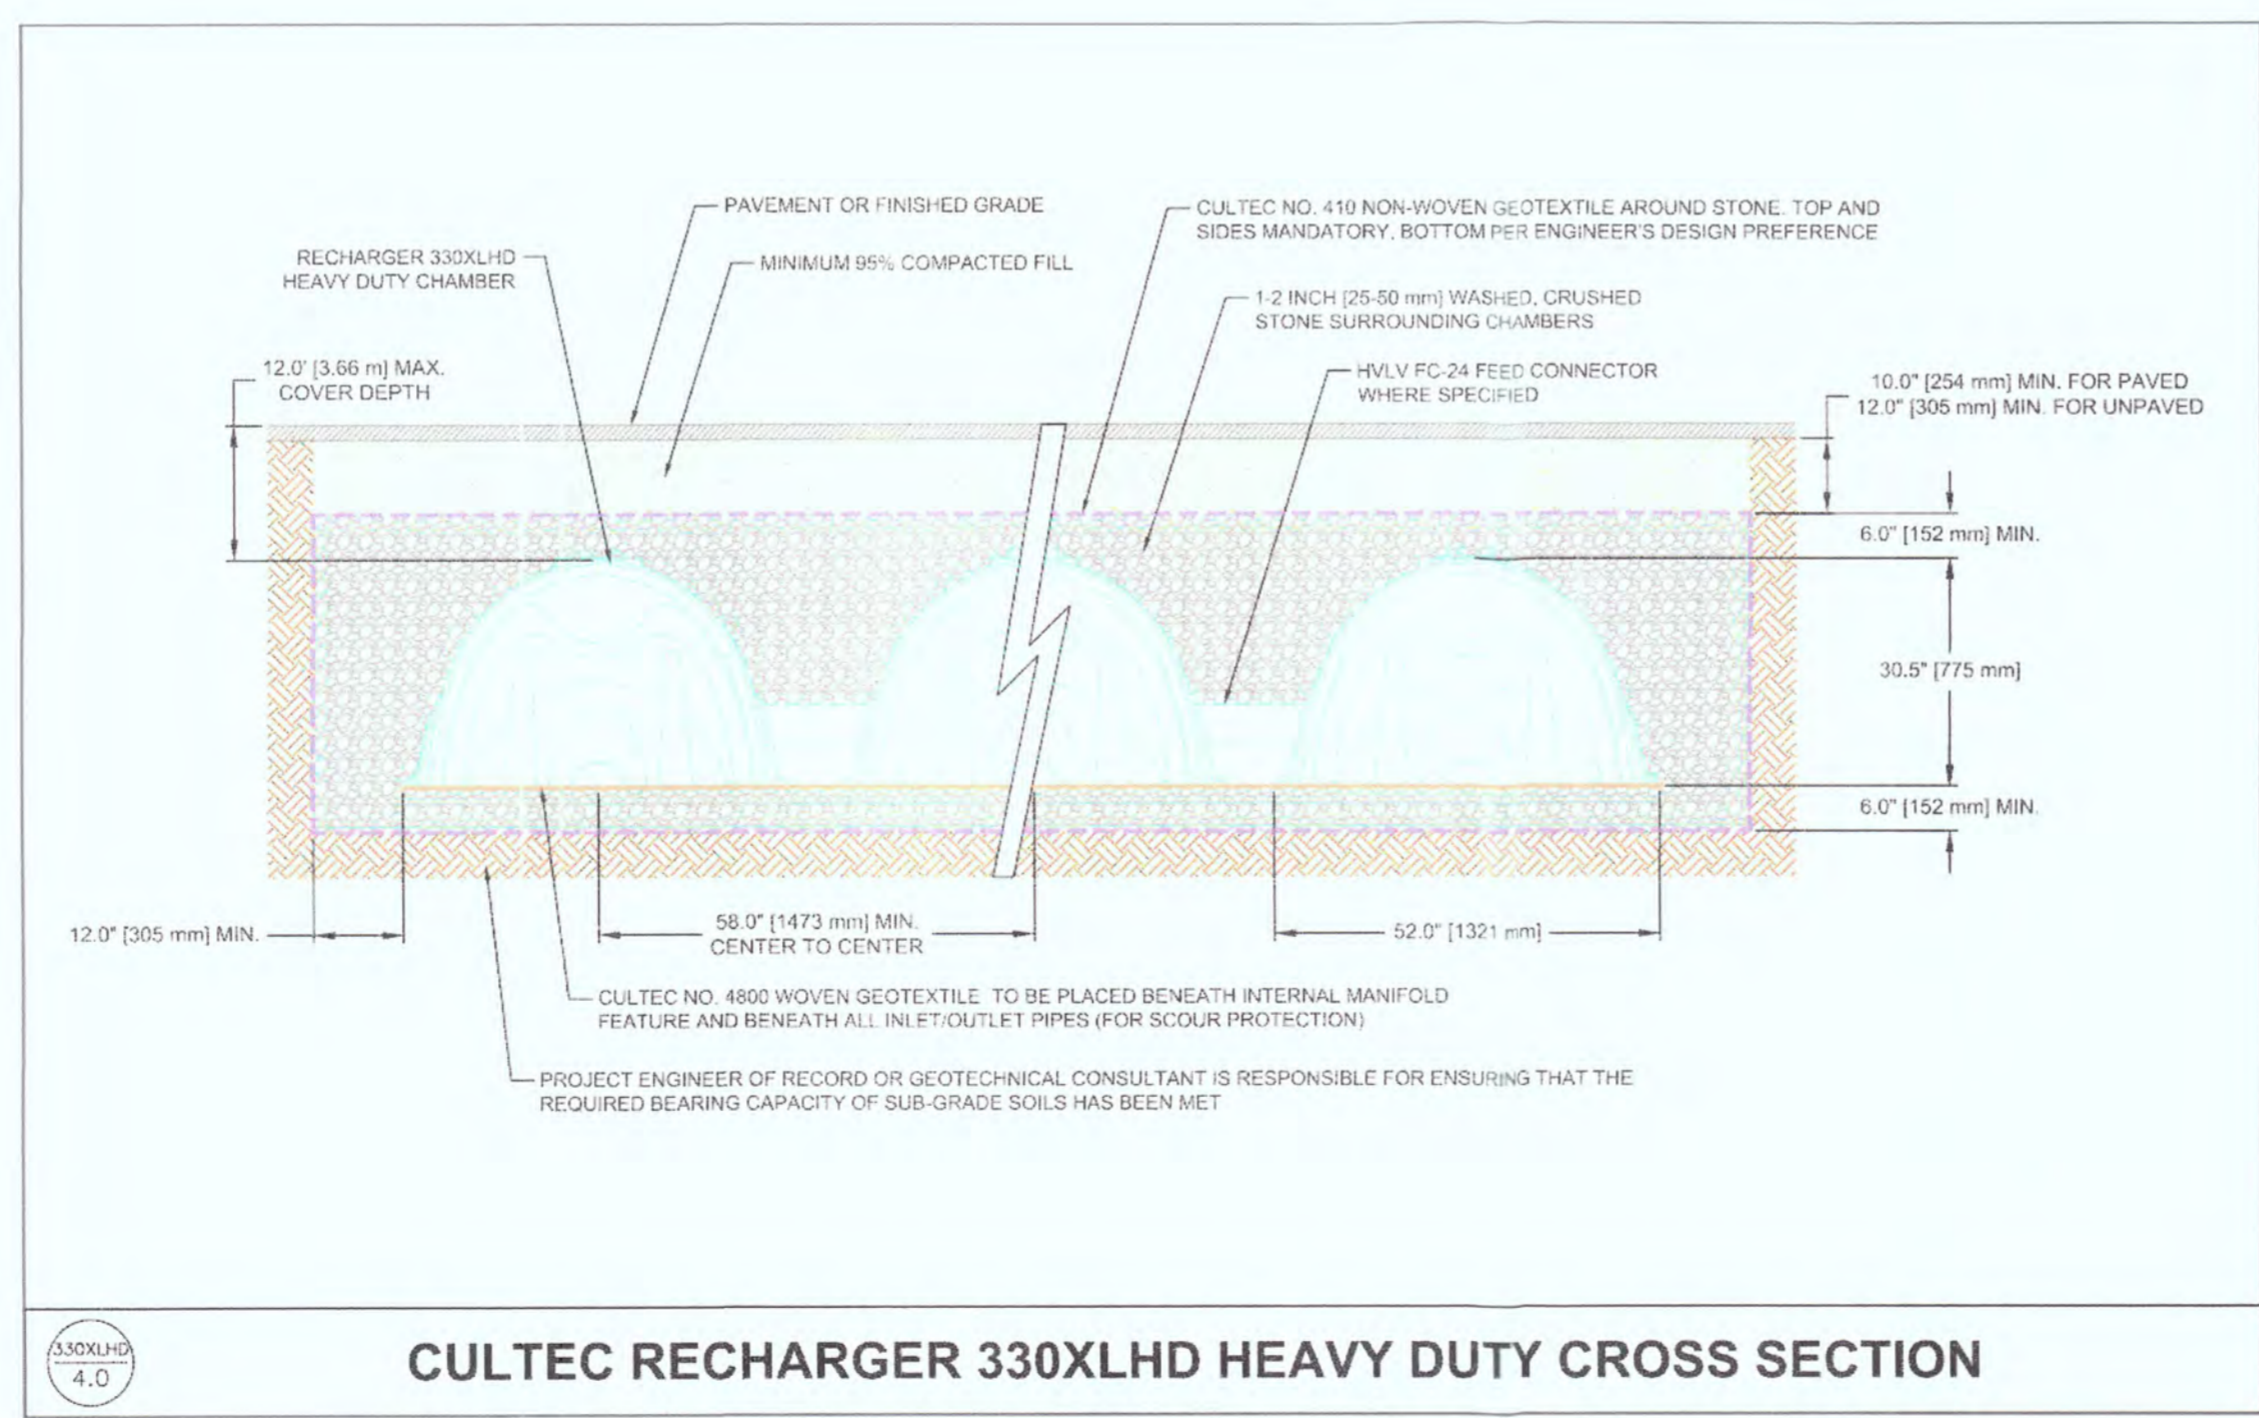 PAVEMENT OR FINISHED GRADE
CULTEC NO. 410 NON-WOVEN GEOTEXTILE AROUND STONE. TOP AND
SIDES MANDATORY, BOTTOM PER ENGINEER'S DESIGN PREFERENCE
RECHARGER 330XLHD
HEAVY DUTY CHAMBER
MINIMUM 95% COMPACTED FILL
1-2 INCH [25-50 mm] WASHED, CRUSHED
STONE SURROUNDING CHAMBERS
12.0' [3.66 m] MAX.
COVER DEPTH
HVLV FC-24 FEED CONNECTOR
WHERE SPECIFIED
10.0" [254 mm] MIN. FOR PAVED
12.0" [305 mm] MIN. FOR UNPAVED
6.0" [152 mm] MIN.
30.5" [775 mm]
6.0" [152 mm] MIN.
12.0" [305 mm] MIN.
58.0" [1473 mm] MIN.
CENTER TO CENTER
52.0" [1321 mm]
CULTEC NO. 4800 WOVEN GEOTEXTILE TO BE PLACED BENEATH INTERNAL MANIFOLD
FEATURE AND BENEATH ALL INLET/OUTLET PIPES (FOR SCOUR PROTECTION)
PROJECT ENGINEER OF RECORD OR GEOTECHNICAL CONSULTANT IS RESPONSIBLE FOR ENSURING THAT THE
REQUIRED BEARING CAPACITY OF SUB-GRADE SOILS HAS BEEN MET
330XLHD
4.0
CULTEC RECHARGER 330XLHD HEAVY DUTY CROSS SECTION